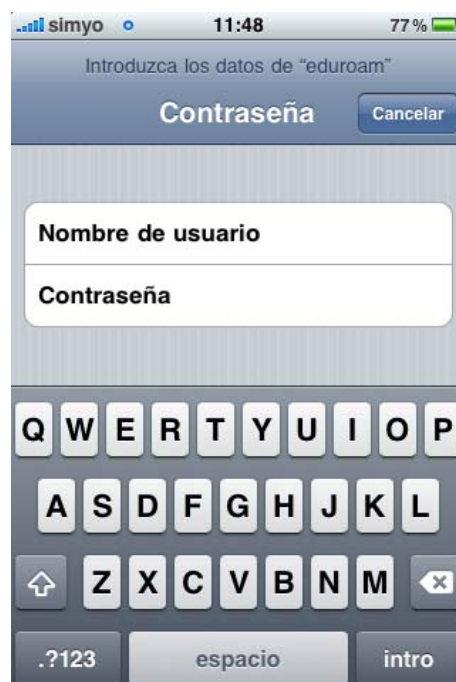 simyo 11:48 77 %
Introduzca los datos de “eduroam”
Contraseña Cancelar
Nombre de usuario
Contraseña
Q W E R T Y U I O P
A S D F G H J K L
Z X C V B N M
.?123 espacio intro